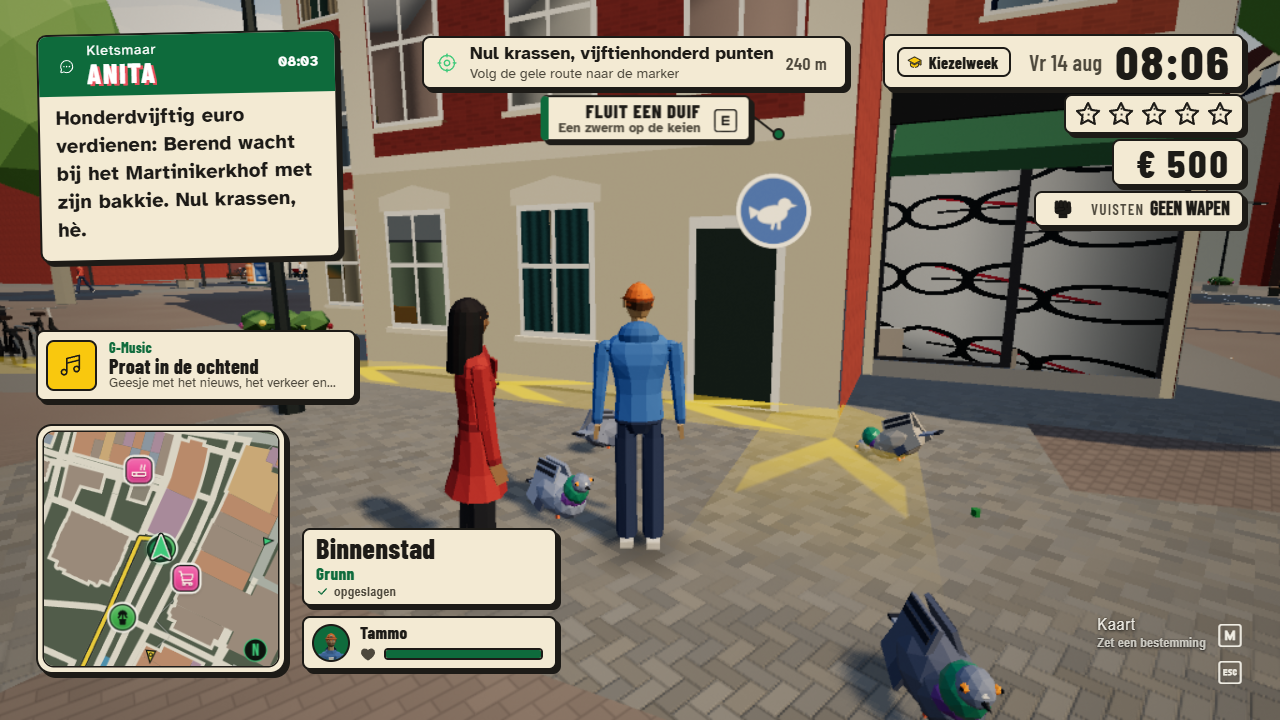 Kletsmaar
ANITA
08:03
Honderdvijftig euro
verdienen: Berend wacht
bij het Martinikerkhof met
zijn bakkie. Nul krassen,
hè.
Nul krassen, vijftienhonderd punten
Volg de gele route naar de marker
240 m
FLUIT EEN DUIF
Een zwerm op de keien
E
Kiezelweek
Vr 14 aug
08:06
€ 500
VUISTEN GEEN WAPEN
G-Music
Proat in de ochtend
Geesje met het nieuws, het verkeer en...
N
Binnenstad
Grunn
opgeslagen
Tammo
Kaart
Zet een bestemming
M
ESC